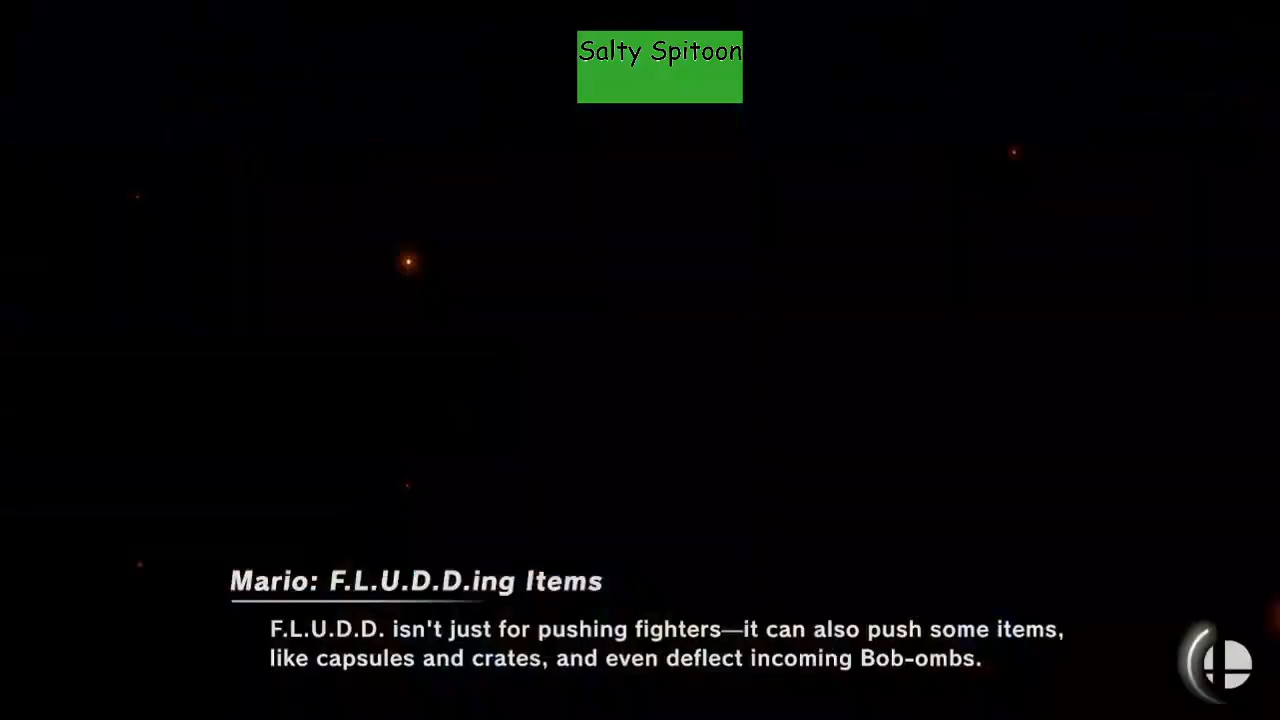 Salty Spitoon
Mario: F.L.U.D.D.ing Items
F.L.U.D.D. isn't just for pushing fighters—it can also push some items,
like capsules and crates, and even deflect incoming Bob-ombs.